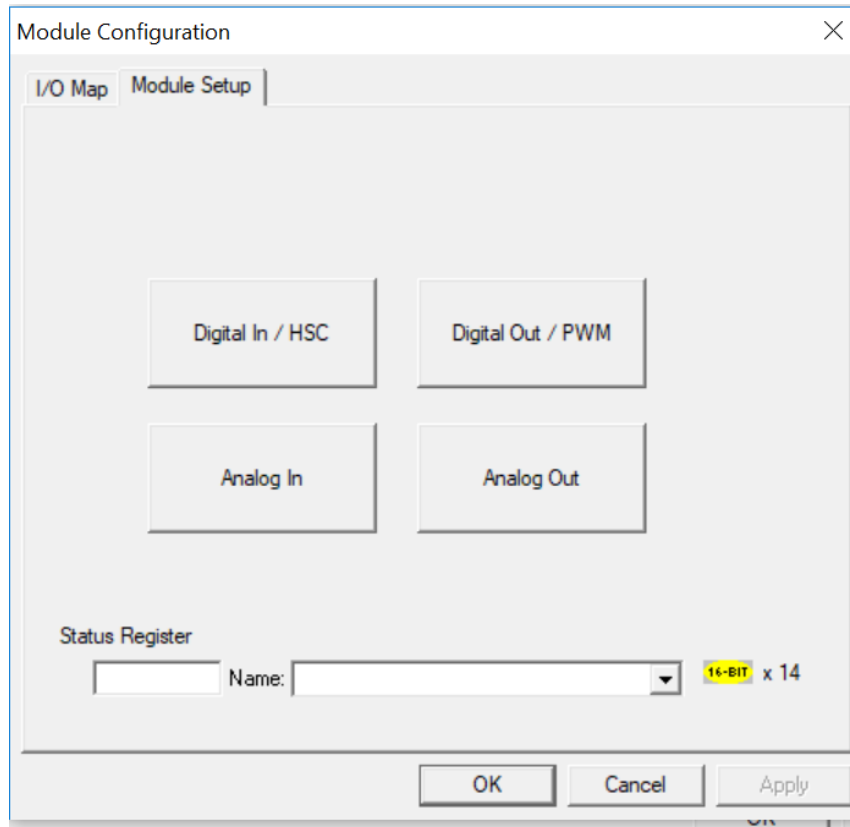 Module Configuration
I/O Map Module Setup
Digital In / HSC Digital Out / PWM
Analog In Analog Out
Status Register
Name: 16-BIT x 14
OK Cancel Apply